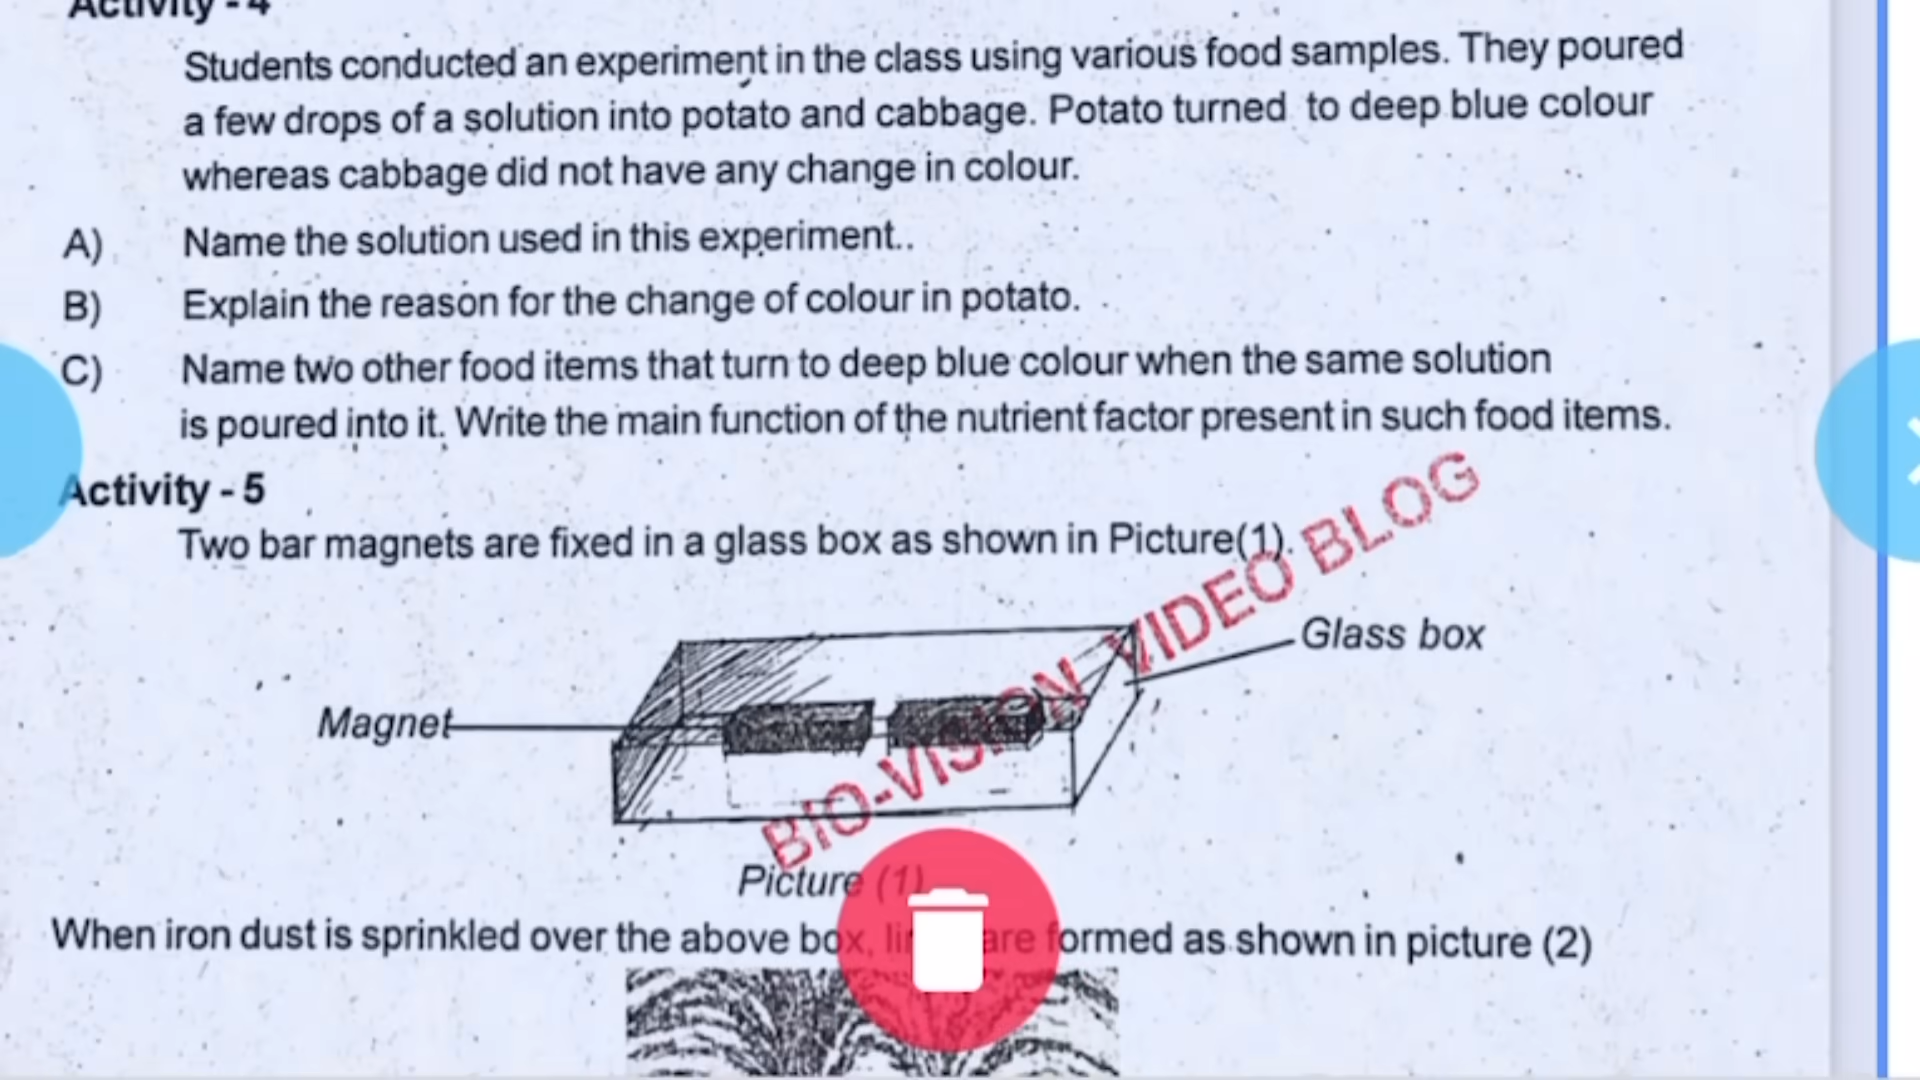 Activity - 4
Students conducted an experiment in the class using various food samples. They poured
a few drops of a solution into potato and cabbage. Potato turned to deep blue colour
whereas cabbage did not have any change in colour.
A) Name the solution used in this experiment..
B) Explain the reason for the change of colour in potato.
C) Name two other food items that turn to deep blue colour when the same solution
is poured into it. Write the main function of the nutrient factor present in such food items.
Activity - 5
Two bar magnets are fixed in a glass box as shown in Picture(1).
Glass box
Magnet
BIO-VISION VIDEO BLOG
Picture (1)
When iron dust is sprinkled over the above box, are formed as shown in picture (2)